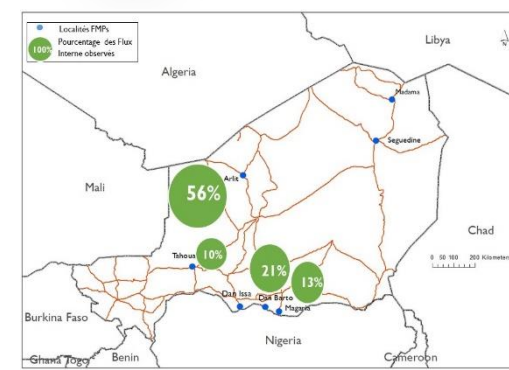 Localités FMPs
100%
Pourcentage des Flux
Interne observés
Libya
Algeria
Madama
Seguedine
Mali
Arlit
56%
Chad
0 50 100 200 Kilometers
Tahoua
10%
21%
13%
Dan Issa
Dan Barto
Magaria
Burkina Faso
Nigeria
Ghana
Togo
Benin
Cameroon